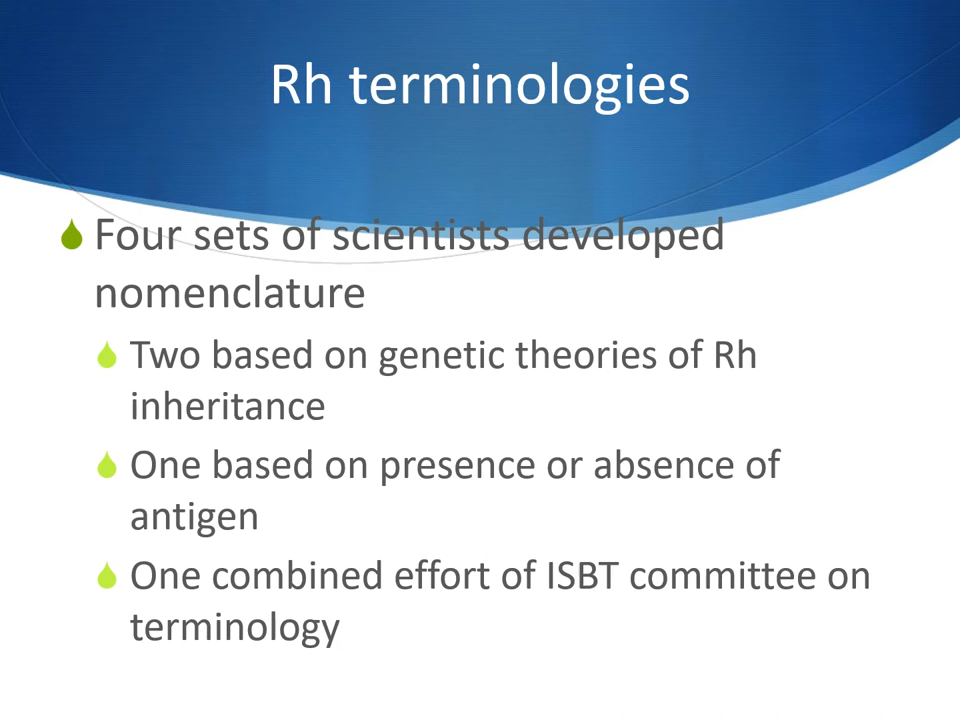 Rh terminologies
Four sets of scientists developed
nomenclature
Two based on genetic theories of Rh
inheritance
One based on presence or absence of
antigen
One combined effort of ISBT committee on
terminology